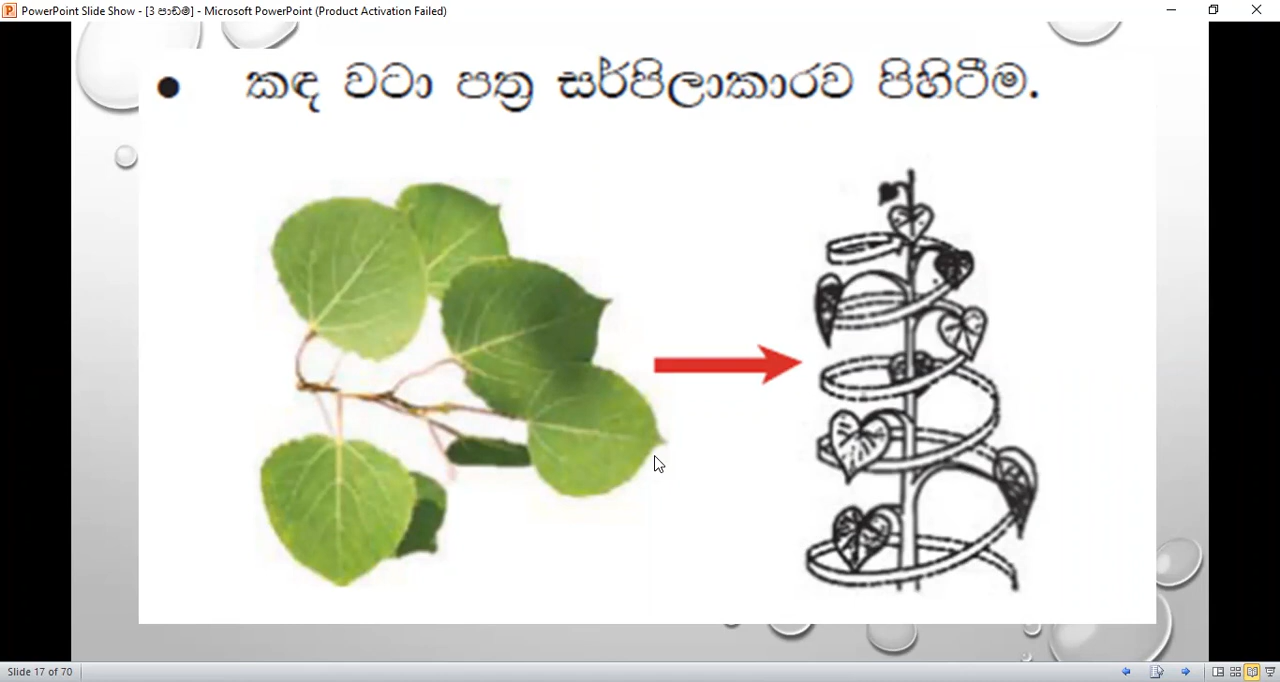 PowerPoint Slide Show - [3 පාඩම] - Microsoft PowerPoint (Product Activation Failed)
● කඳ වටා පත්‍ර සර්පිලාකාරව පිහිටීම.
Slide 17 of 70